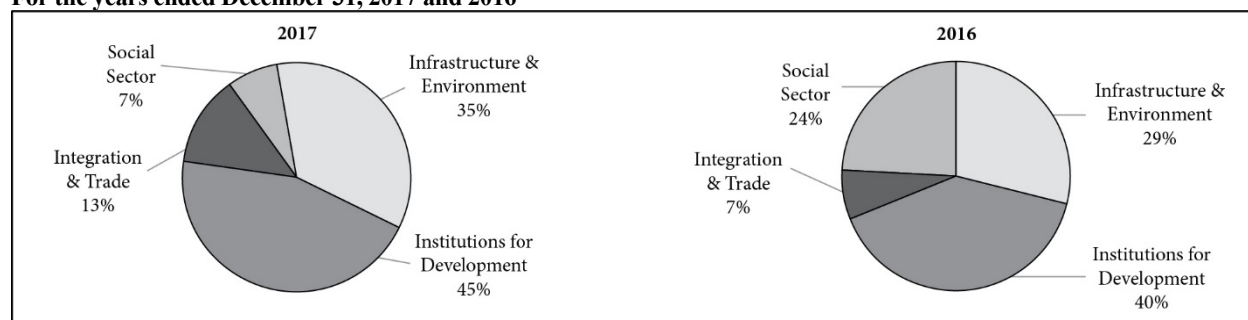 For the years ended December 31, 2017 and 2016
2017
Social
Sector
7%
Infrastructure &
Environment
35%
Integration
& Trade
13%
Institutions for
Development
45%
2016
Social
Sector
24%
Infrastructure &
Environment
29%
Integration
& Trade
7%
Institutions for
Development
40%